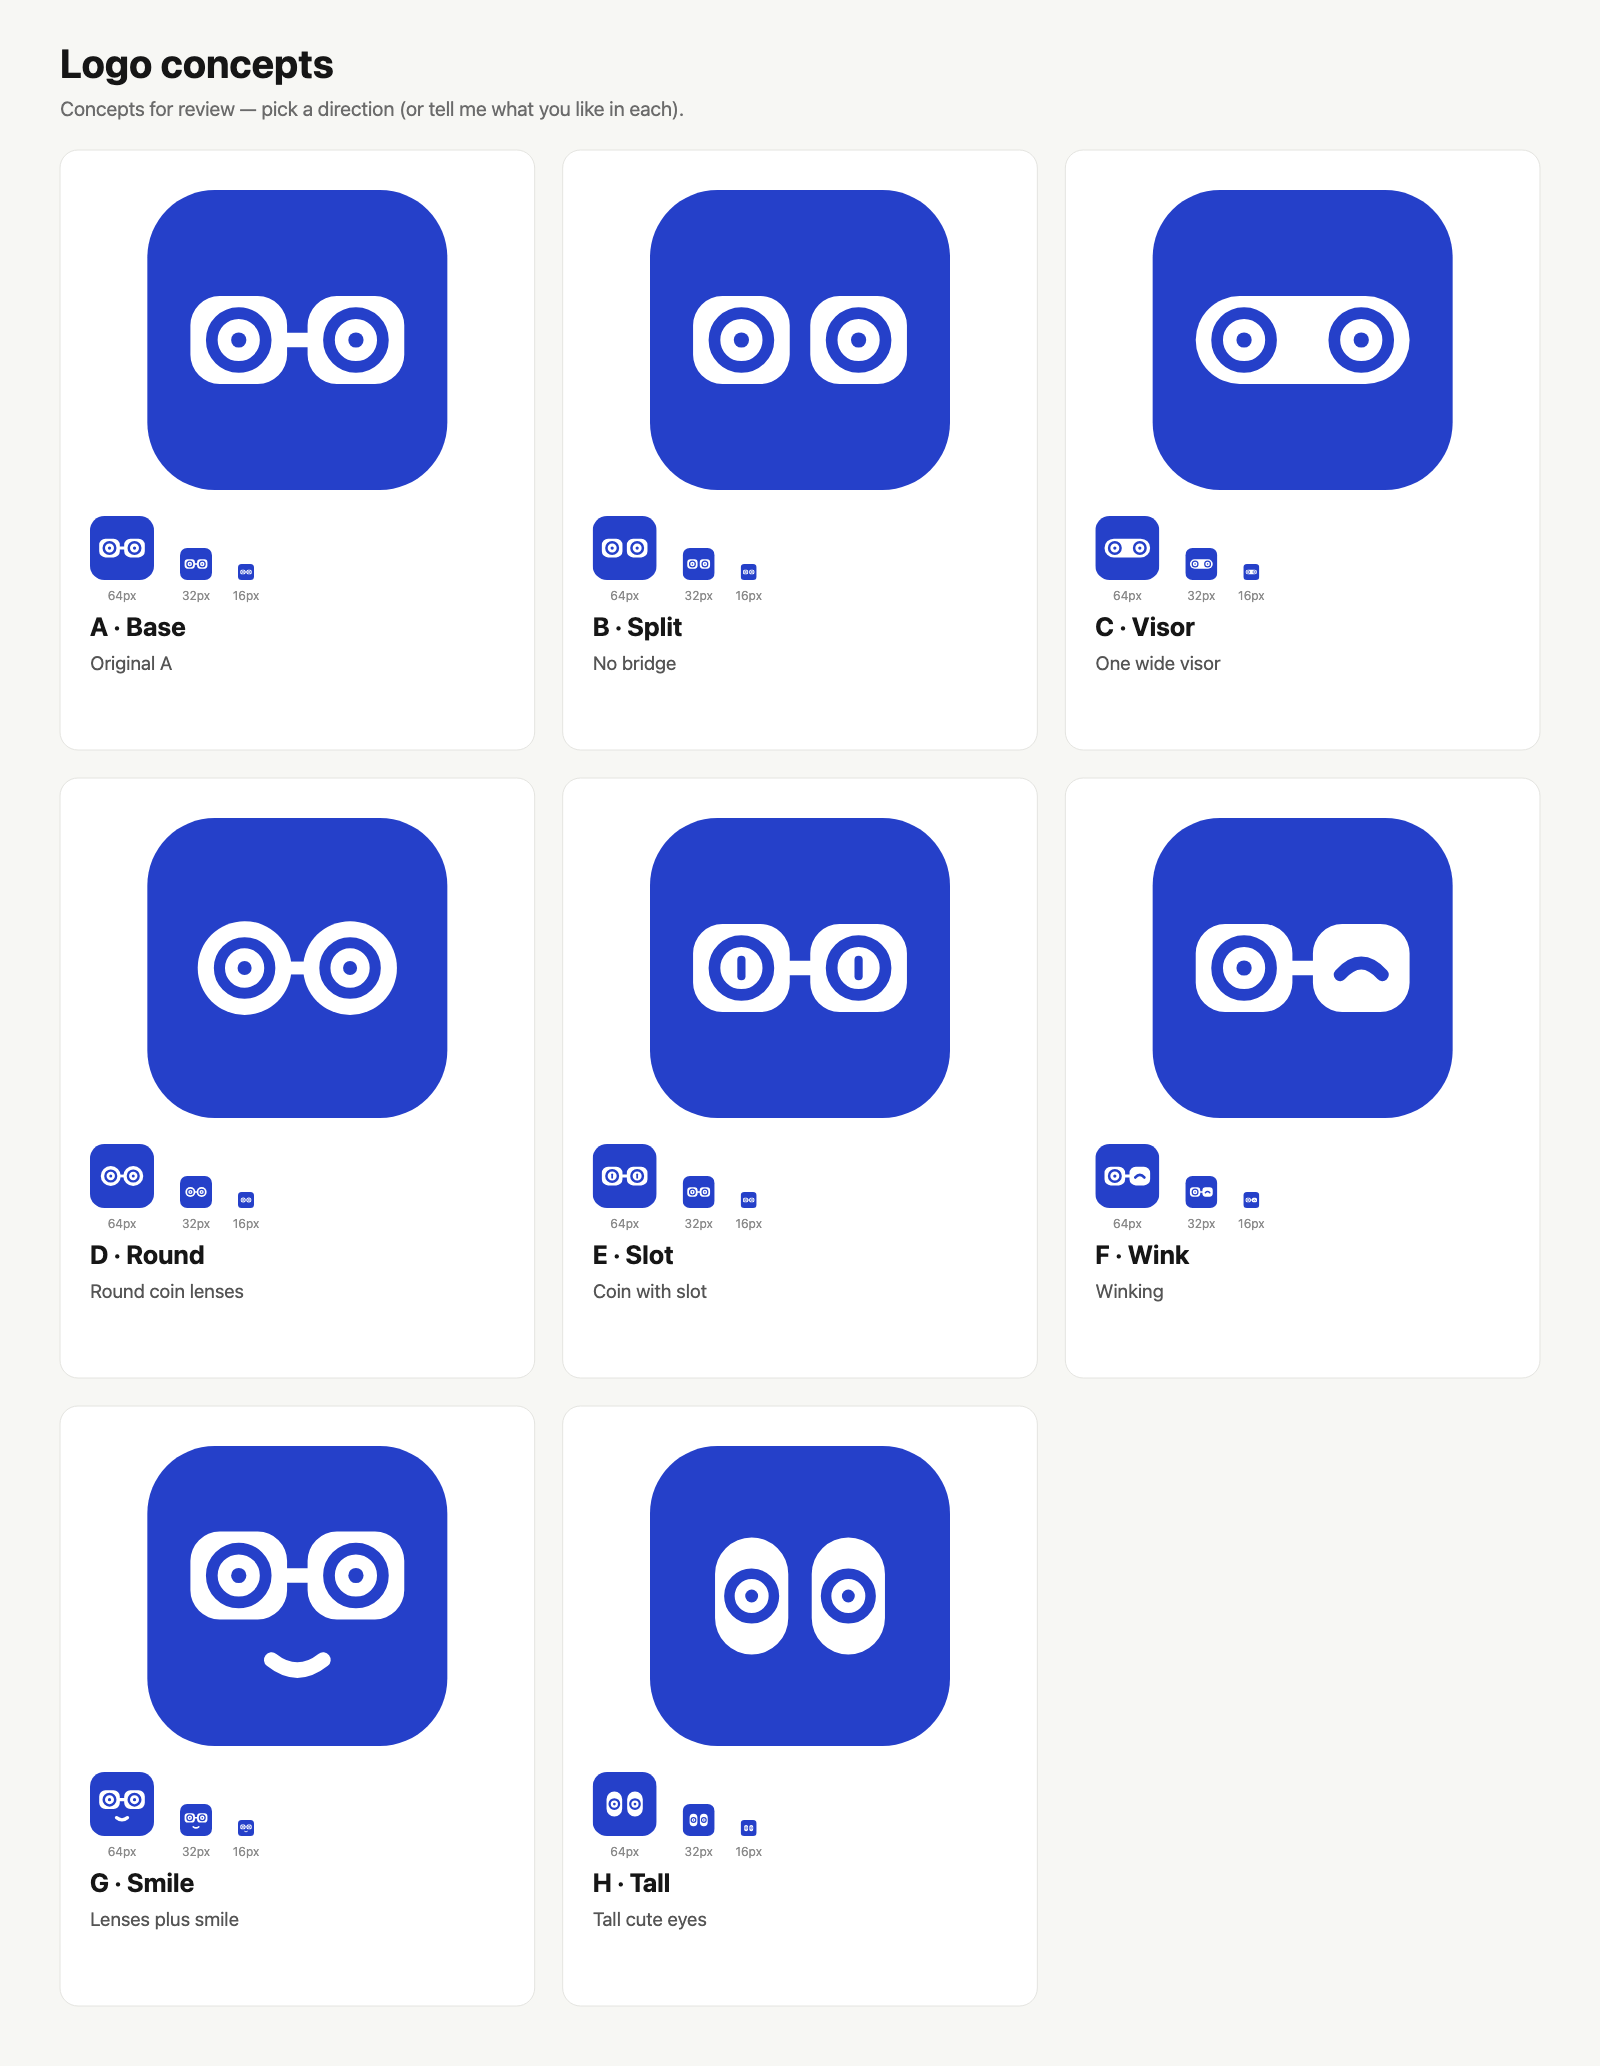 Logo concepts
Concepts for review — pick a direction (or tell me what you like in each).
64px 32px 16px
A · Base
Original A
64px 32px 16px
B · Split
No bridge
64px 32px 16px
C · Visor
One wide visor
64px 32px 16px
D · Round
Round coin lenses
64px 32px 16px
E · Slot
Coin with slot
64px 32px 16px
F · Wink
Winking
64px 32px 16px
G · Smile
Lenses plus smile
64px 32px 16px
H · Tall
Tall cute eyes